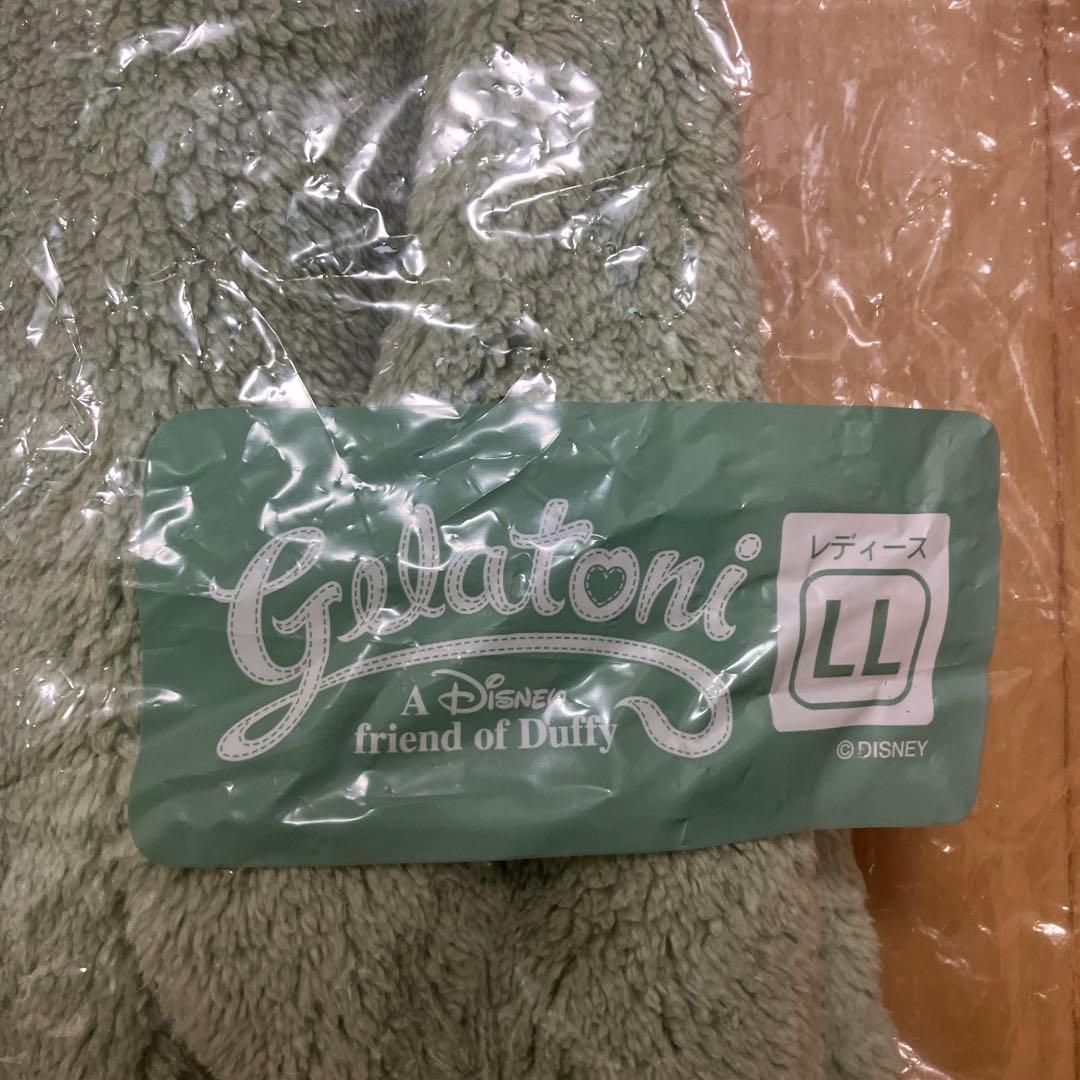 Gelatoni
A Disney
friend of Duffy
レディース
LL
© DISNEY